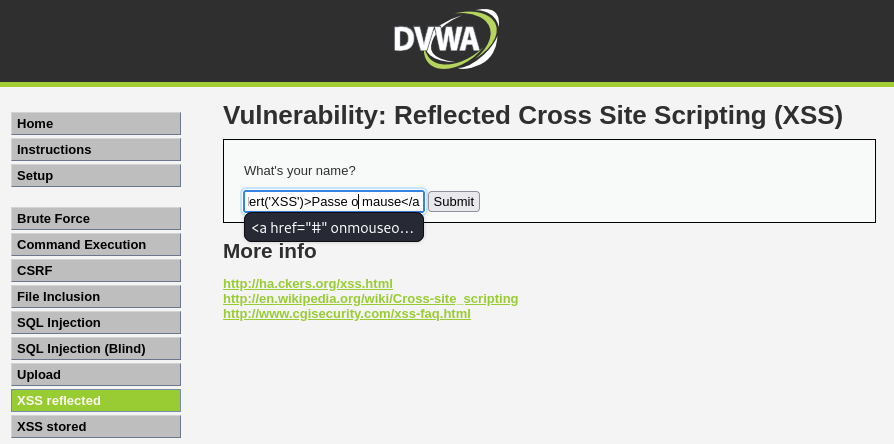 DVWA
Home
Instructions
Setup
Brute Force
Command Execution
CSRF
File Inclusion
SQL Injection
SQL Injection (Blind)
Upload
XSS reflected
XSS stored
Vulnerability: Reflected Cross Site Scripting (XSS)
What's your name?
ert('XSS')>Passe o mause</a
Submit
<a href="#" onmouseo...
More info
http://ha.ckers.org/xss.html
http://en.wikipedia.org/wiki/Cross-site_scripting
http://www.cgisecurity.com/xss-faq.html